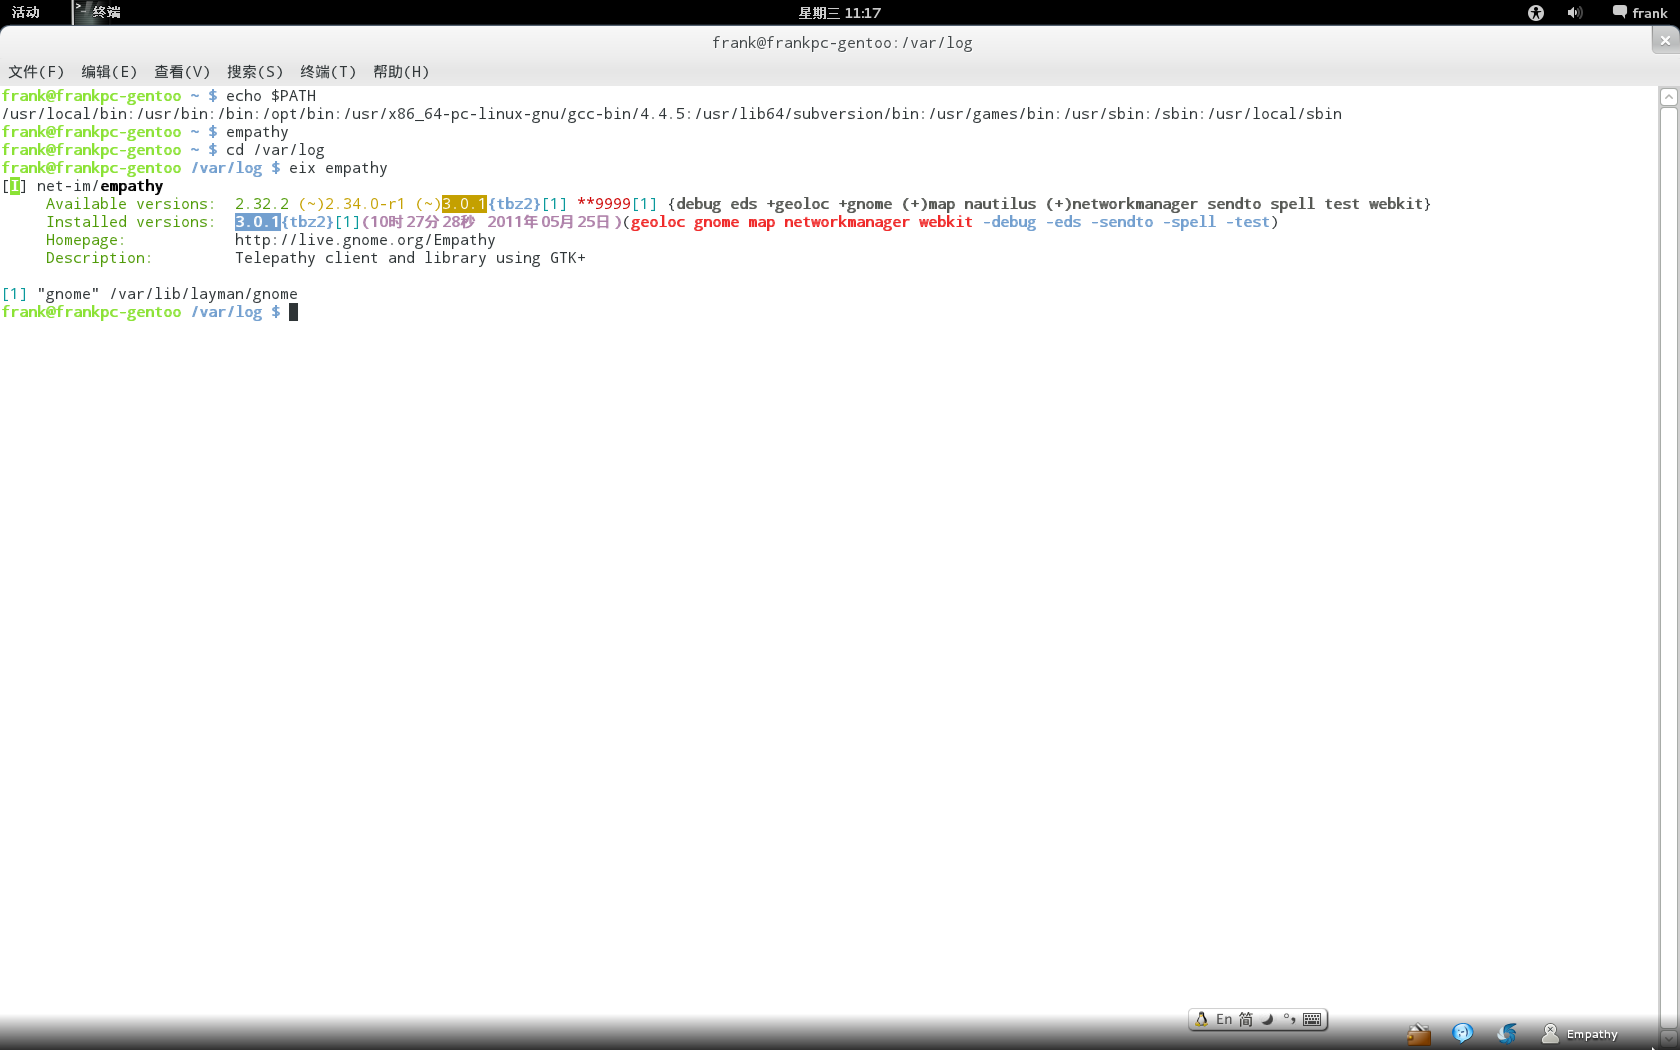 活动 终端 星期三 11:17 frank
frank@frankpc-gentoo:/var/log
文件(F) 编辑(E) 查看(V) 搜索(S) 终端(T) 帮助(H)
frank@frankpc-gentoo ~ $ echo $PATH
/usr/local/bin:/usr/bin:/bin:/opt/bin:/usr/x86_64-pc-linux-gnu/gcc-bin/4.4.5:/usr/lib64/subversion/bin:/usr/games/bin:/usr/sbin:/sbin:/usr/local/sbin
frank@frankpc-gentoo ~ $ empathy
frank@frankpc-gentoo ~ $ cd /var/log
frank@frankpc-gentoo /var/log $ eix empathy
[I] net-im/empathy
Available versions: 2.32.2 (~)2.34.0-r1 (~)3.0.1{tbz2}[1] **9999[1] {debug eds +geoloc +gnome (+)map nautilus (+)networkmanager sendto spell test webkit}
Installed versions: 3.0.1{tbz2}[1](10时27分28秒 2011年05月25日)(geoloc gnome map networkmanager webkit -debug -eds -sendto -spell -test)
Homepage: http://live.gnome.org/Empathy
Description: Telepathy client and library using GTK+
[1] "gnome" /var/lib/layman/gnome
frank@frankpc-gentoo /var/log $
En 简
Empathy